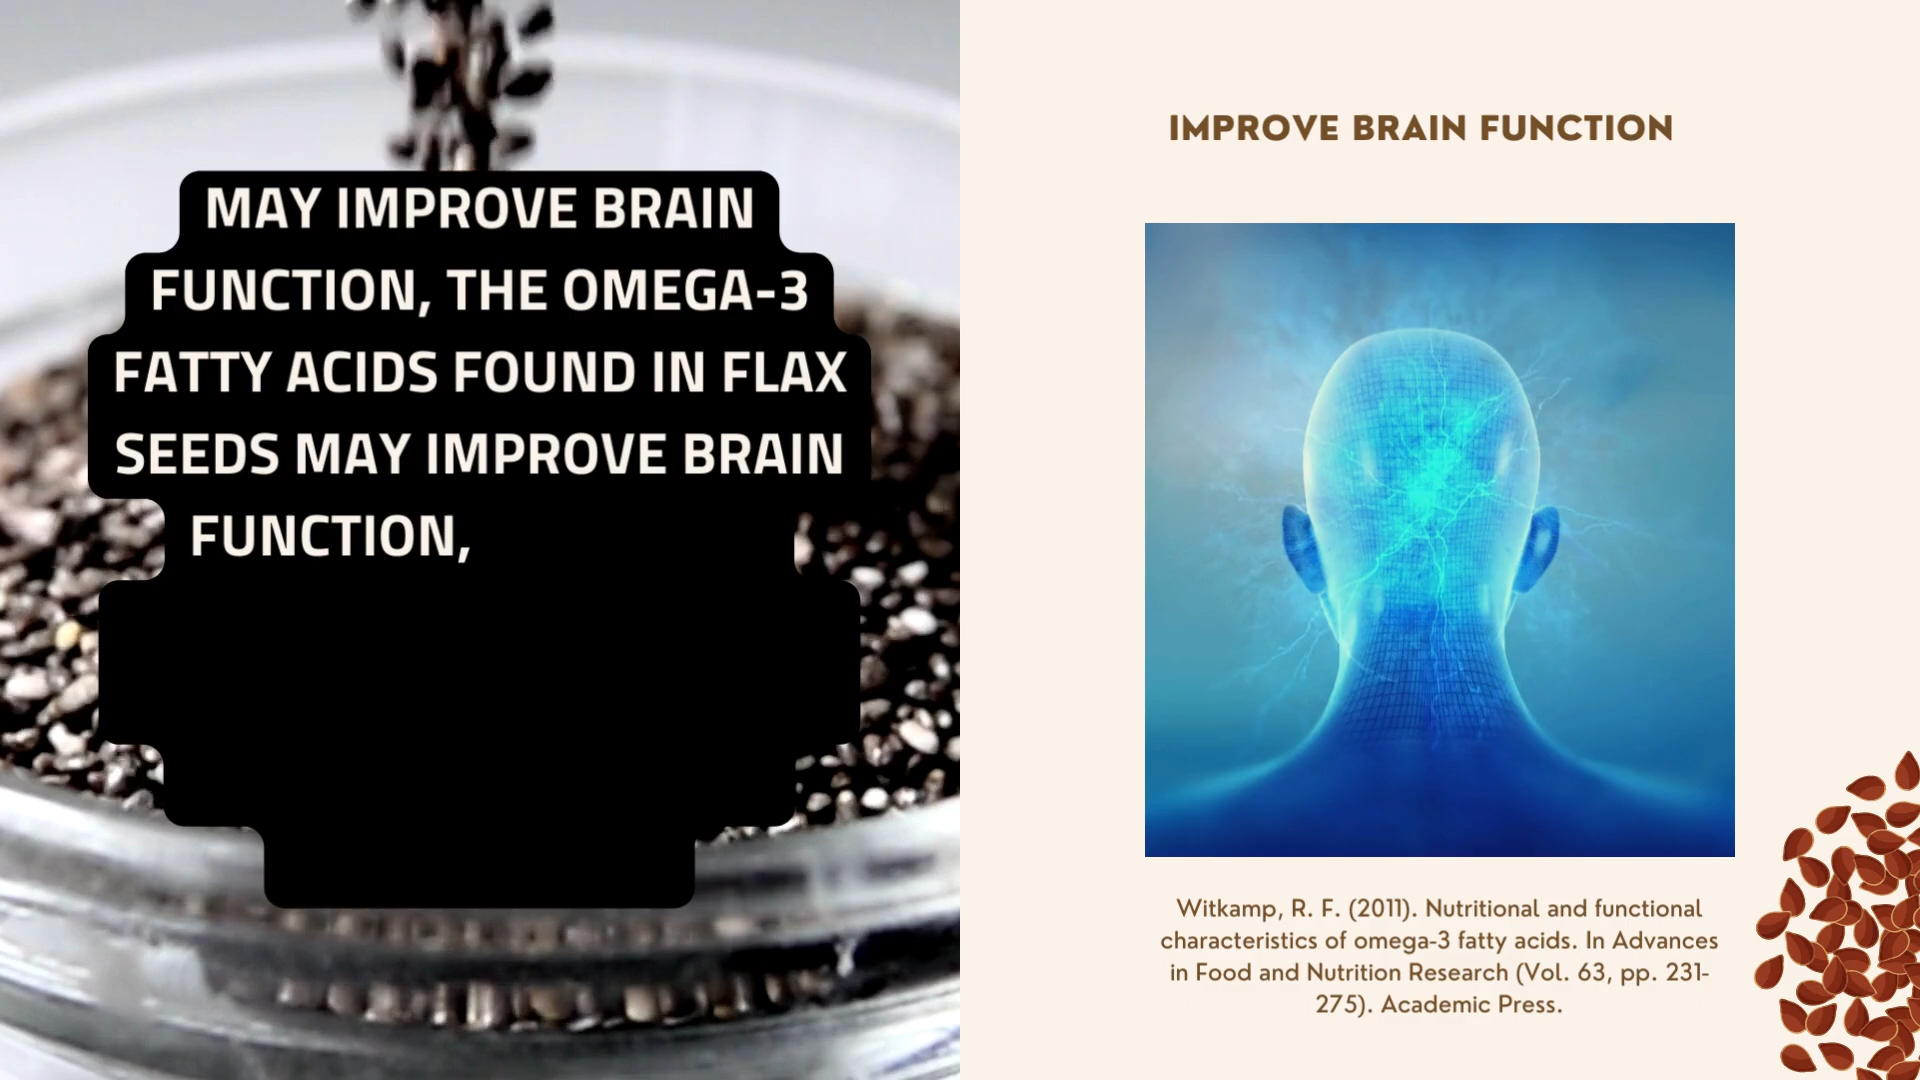 MAY IMPROVE BRAIN
FUNCTION, THE OMEGA-3
FATTY ACIDS FOUND IN FLAX
SEEDS MAY IMPROVE BRAIN
FUNCTION,
IMPROVE BRAIN FUNCTION
Witkamp, R. F. (2011). Nutritional and functional
characteristics of omega-3 fatty acids. In Advances
in Food and Nutrition Research (Vol. 63, pp. 231-
275). Academic Press.